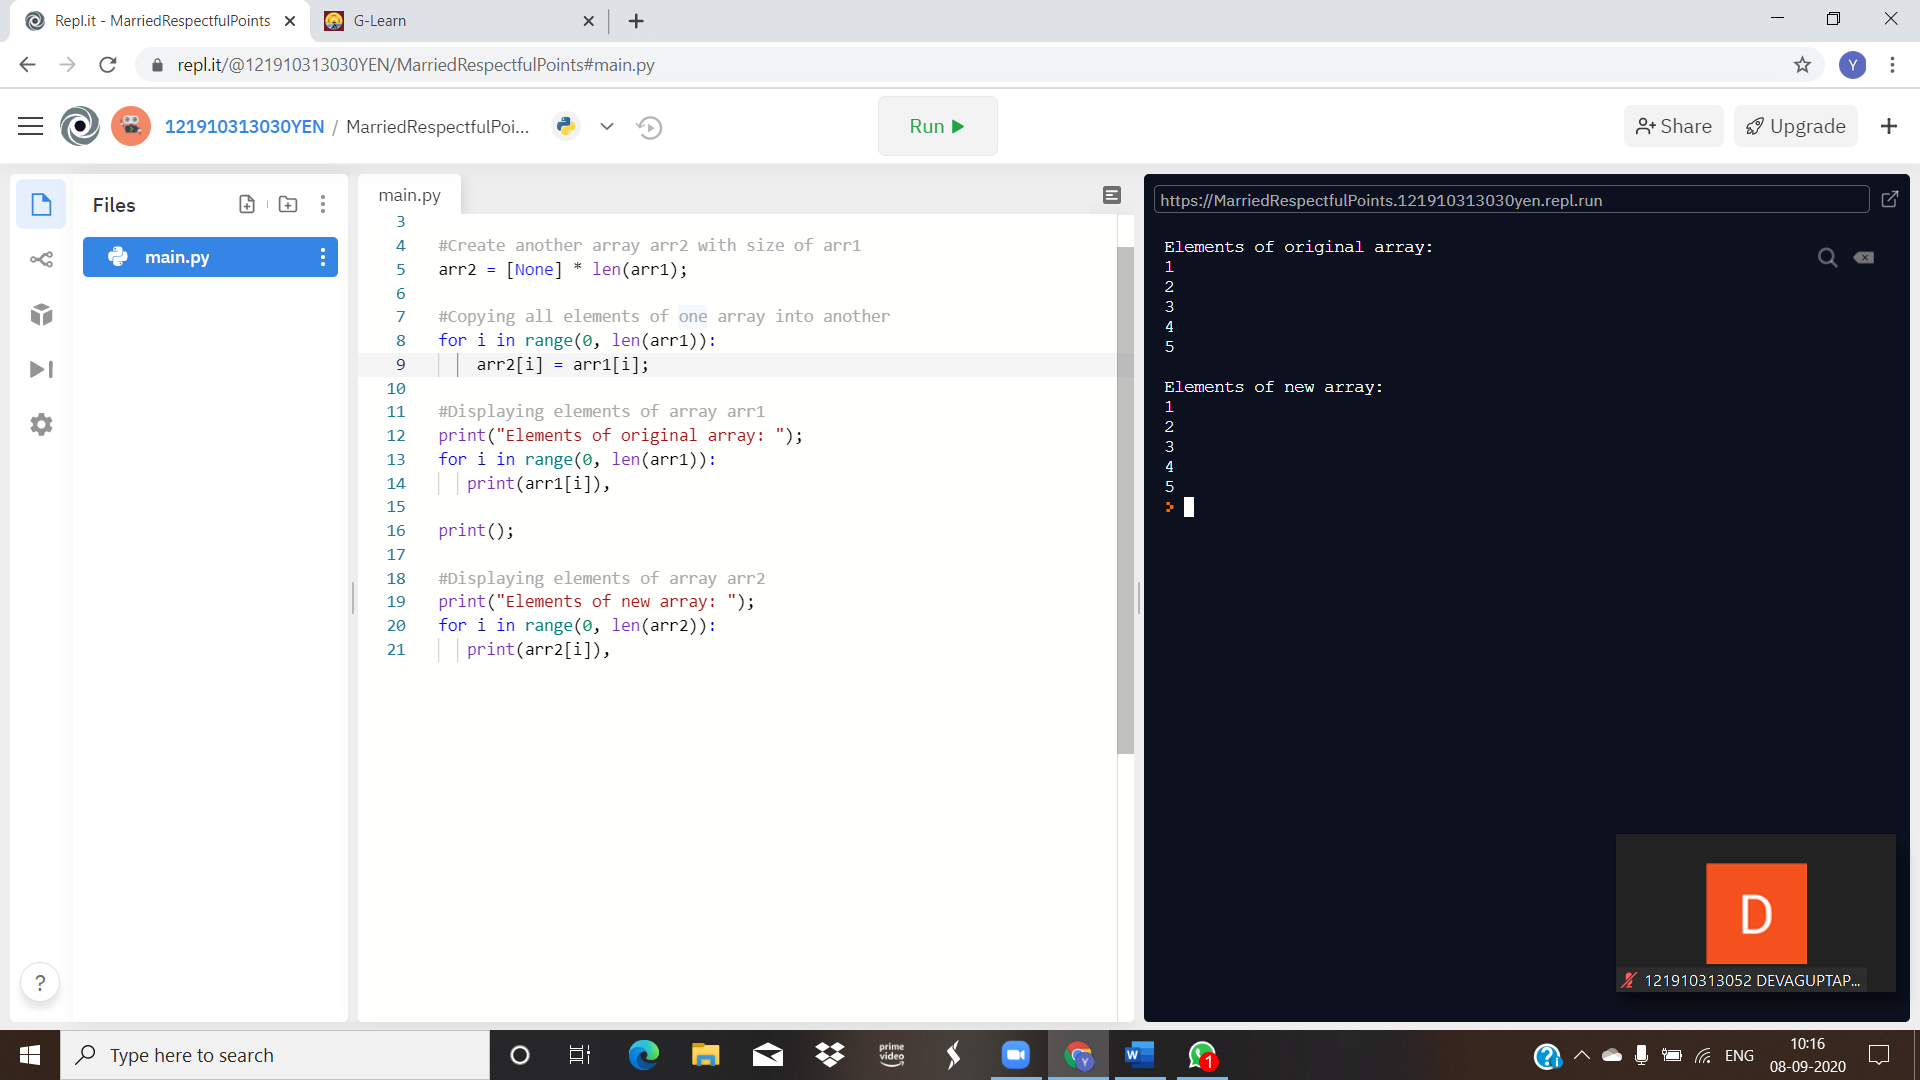 Repl.it - MarriedRespectfulPoints
G-Learn
repl.it/@121910313030YEN/MarriedRespectfulPoints#main.py
Y
121910313030YEN / MarriedRespectfulPoi...
Run
Share
Upgrade
Files
main.py
main.py
3
4 #Create another array arr2 with size of arr1
5 arr2 = [None] * len(arr1);
6
7 #Copying all elements of one array into another
8 for i in range(0, len(arr1)):
9 arr2[i] = arr1[i];
10
11 #Displaying elements of array arr1
12 print("Elements of original array: ");
13 for i in range(0, len(arr1)):
14 print(arr1[i]),
15
16 print();
17
18 #Displaying elements of array arr2
19 print("Elements of new array: ");
20 for i in range(0, len(arr2)):
21 print(arr2[i]),
https://MarriedRespectfulPoints.121910313030yen.repl.run
Elements of original array:
1
2
3
4
5
Elements of new array:
1
2
3
4
5
D
121910313052 DEVAGUPTAP...
?
Type here to search
prime video
W
Y
1
ENG
10:16
08-09-2020